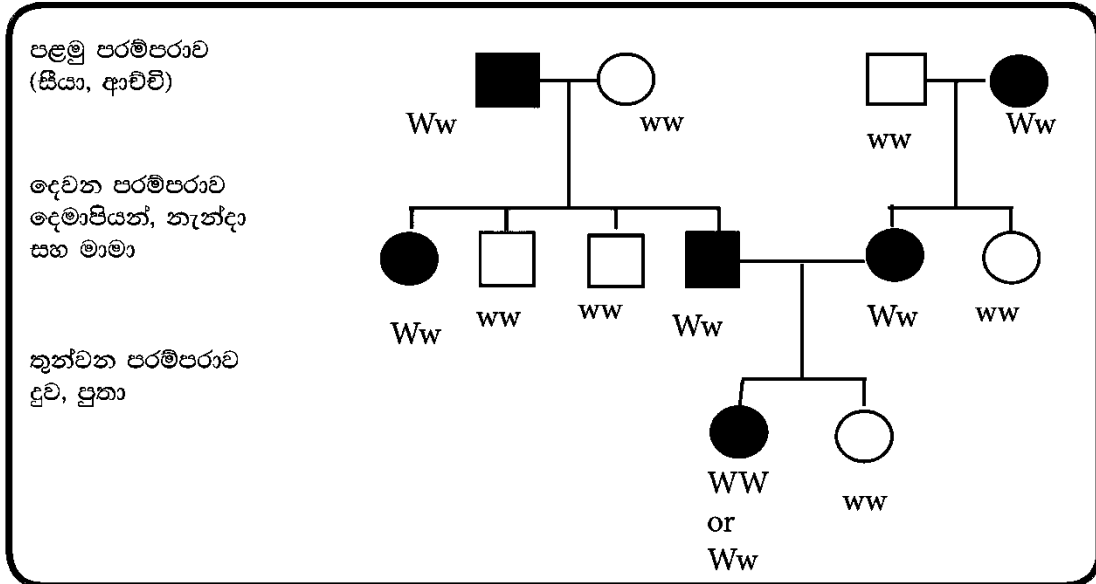 පළමු පරම්පරාව
(සීයා, ආච්චි)
Ww
ww
ww
Ww
දෙවන පරම්පරාව
දෙමාපියන්, නැන්දා
සහ මාමා
Ww
ww
ww
Ww
Ww
ww
තුන්වන පරම්පරාව
දුව, පුතා
WW
or
Ww
ww